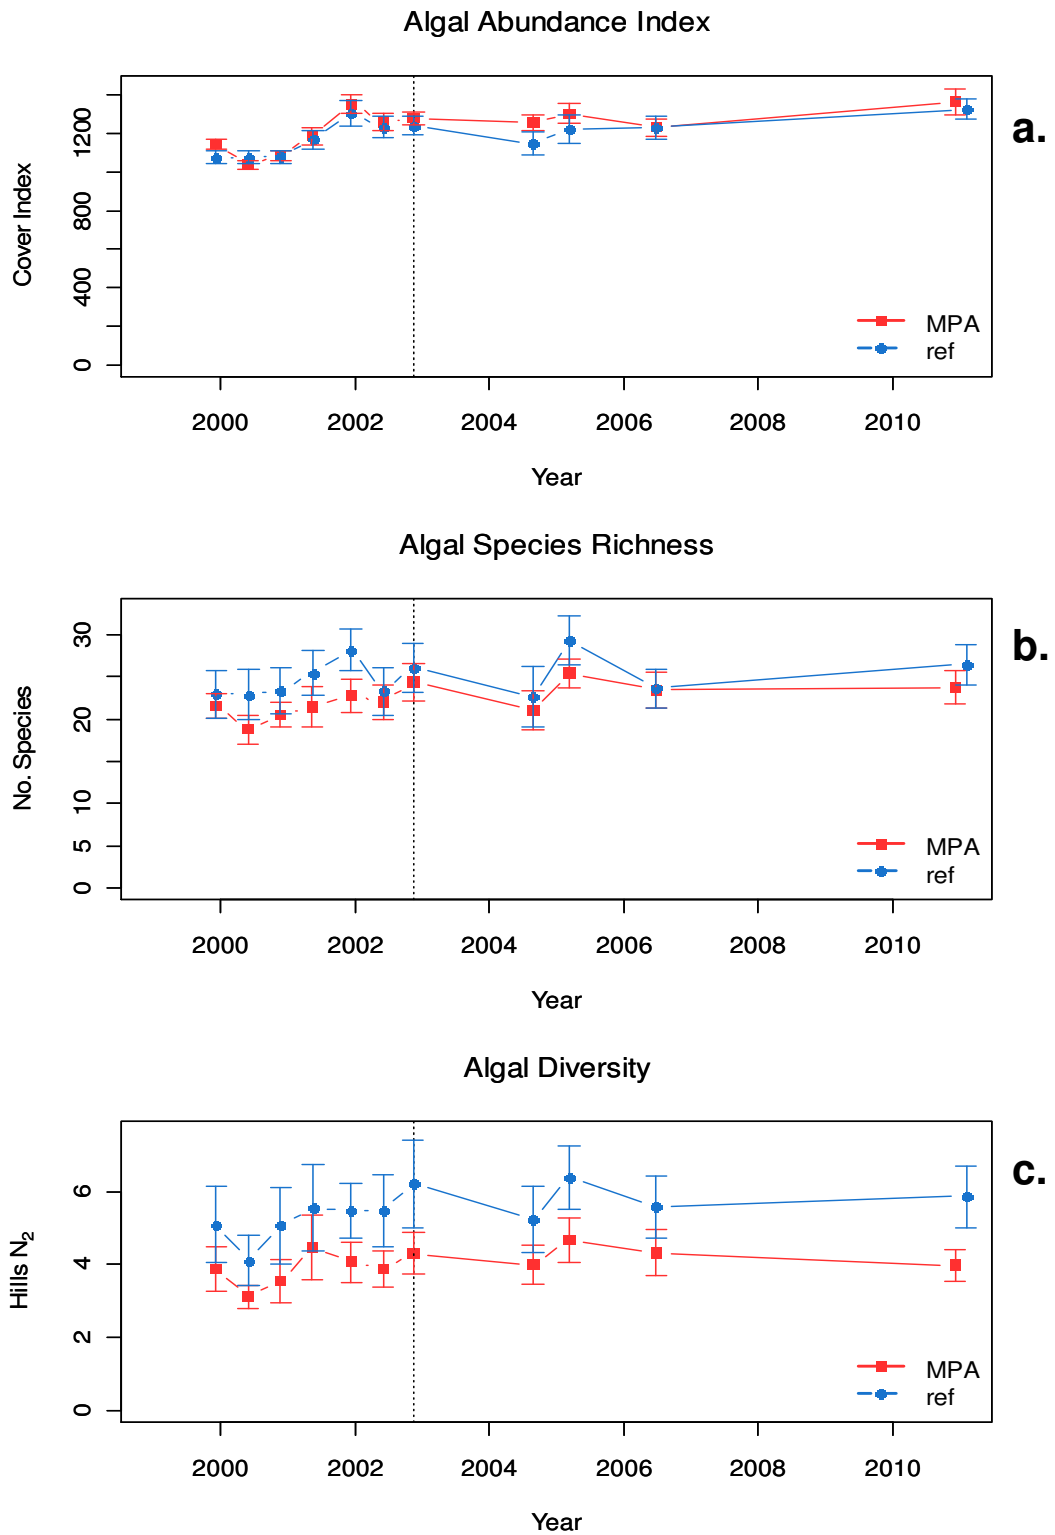 Algal Abundance Index
a.
Cover Index
0 400 800 1200
MPA
ref
2000 2002 2004 2006 2008 2010
Year
Algal Species Richness
b.
No. Species
0 5 10 20 30
MPA
ref
2000 2002 2004 2006 2008 2010
Year
Algal Diversity
c.
Hills N₂
0 2 4 6
MPA
ref
2000 2002 2004 2006 2008 2010
Year